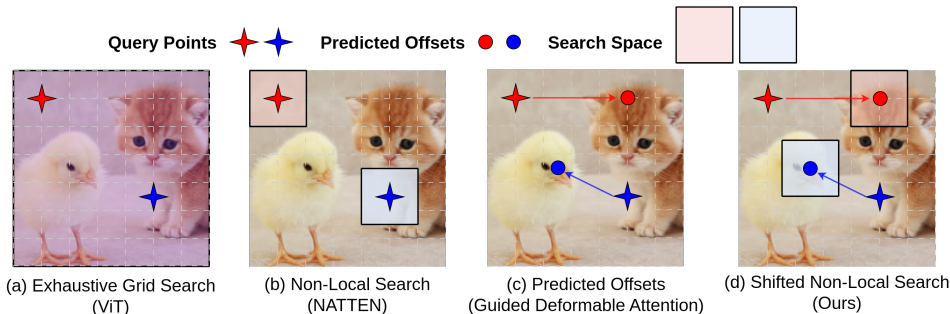 Query Points Predicted Offsets Search Space
(a) Exhaustive Grid Search
(ViT)
(b) Non-Local Search
(NATTEN)
(c) Predicted Offsets
(Guided Deformable Attention)
(d) Shifted Non-Local Search
(Ours)